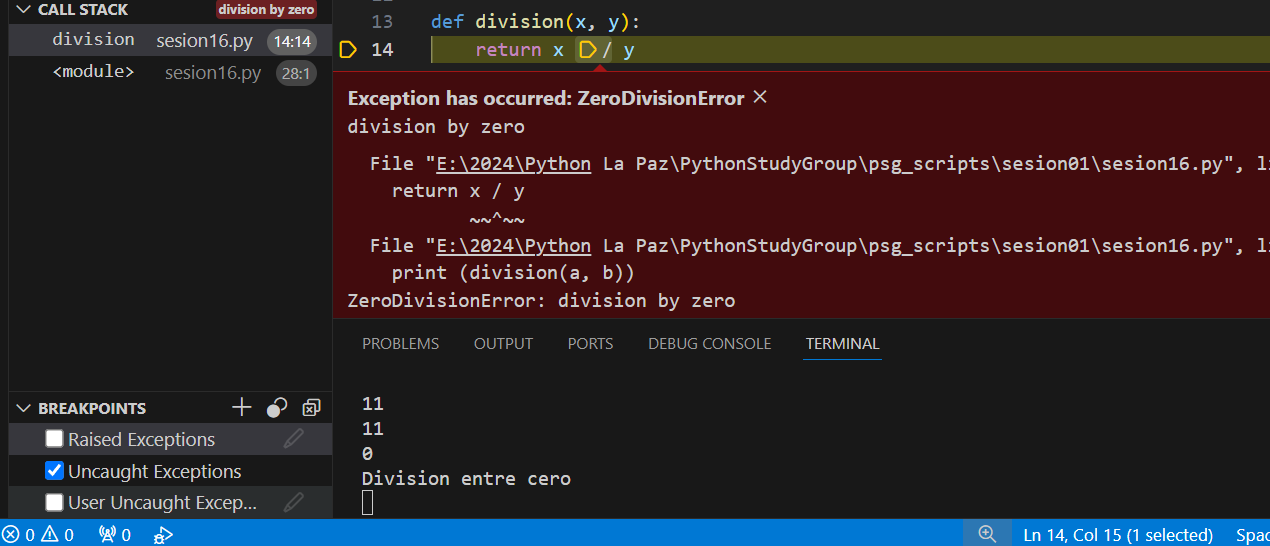 CALL STACK division by zero
division sesion16.py 14:14
<module> sesion16.py 28:1
13 def division(x, y):
14 return x / y
Exception has occurred: ZeroDivisionError
division by zero
File "E:\2024\Python La Paz\PythonStudyGroup\psg_scripts\sesion01\sesion16.py", li
return x / y
~~^~~
File "E:\2024\Python La Paz\PythonStudyGroup\psg_scripts\sesion01\sesion16.py", li
print (division(a, b))
ZeroDivisionError: division by zero
PROBLEMS OUTPUT PORTS DEBUG CONSOLE TERMINAL
11
11
0
Division entre cero
BREAKPOINTS
Raised Exceptions
Uncaught Exceptions
User Uncaught Excep...
0 0 0 Ln 14, Col 15 (1 selected) Spac